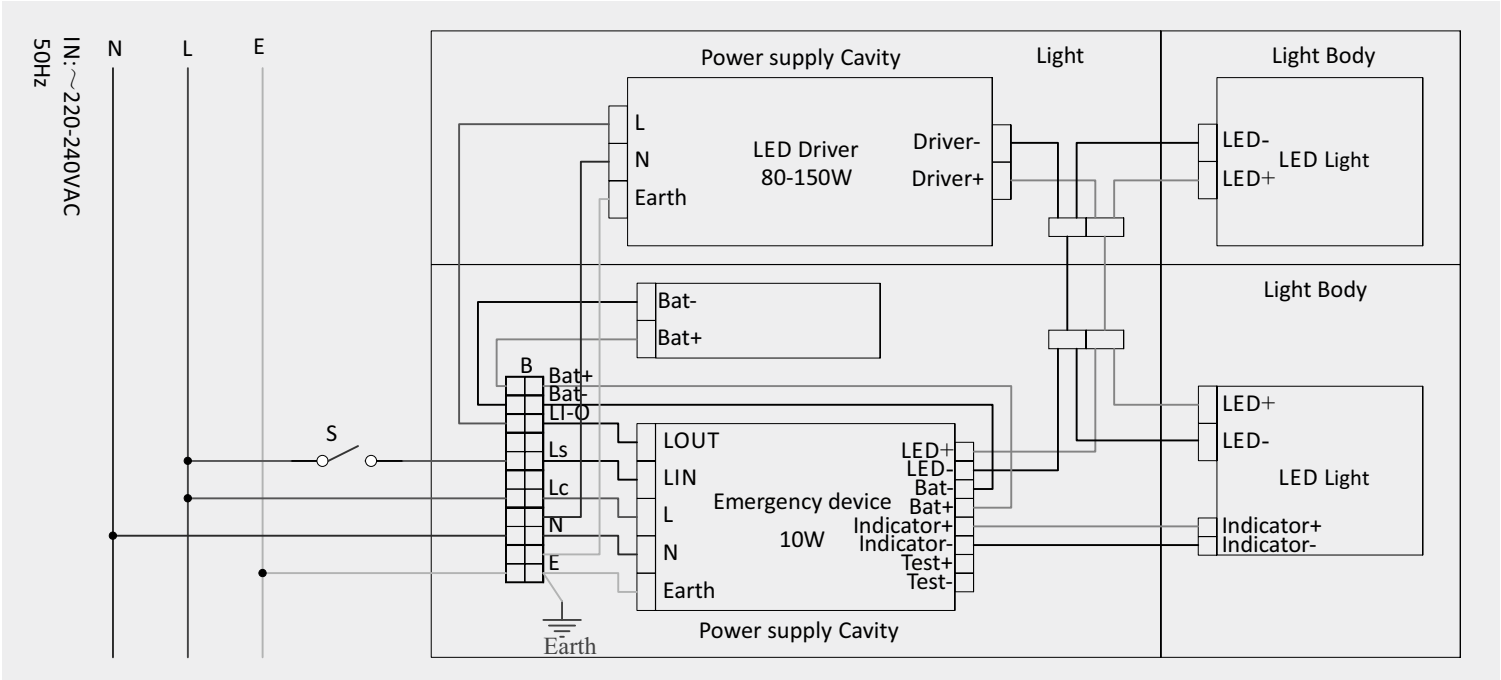 IN:~220-240VAC
50Hz
N
L
E
Power supply Cavity
Light
Light Body
L
N
Earth
LED Driver
80-150W
Driver-
Driver+
LED-
LED+
LED Light
Bat-
Bat+
Light Body
B
Bat+
Bat-
LI-O
Ls
Lc
N
E
S
LOUT
LIN
L
N
Earth
Emergency device
10W
LED+
LED-
Bat-
Bat+
Indicator+
Indicator-
Test+
Test-
LED+
LED-
LED Light
Indicator+
Indicator-
Power supply Cavity
Earth